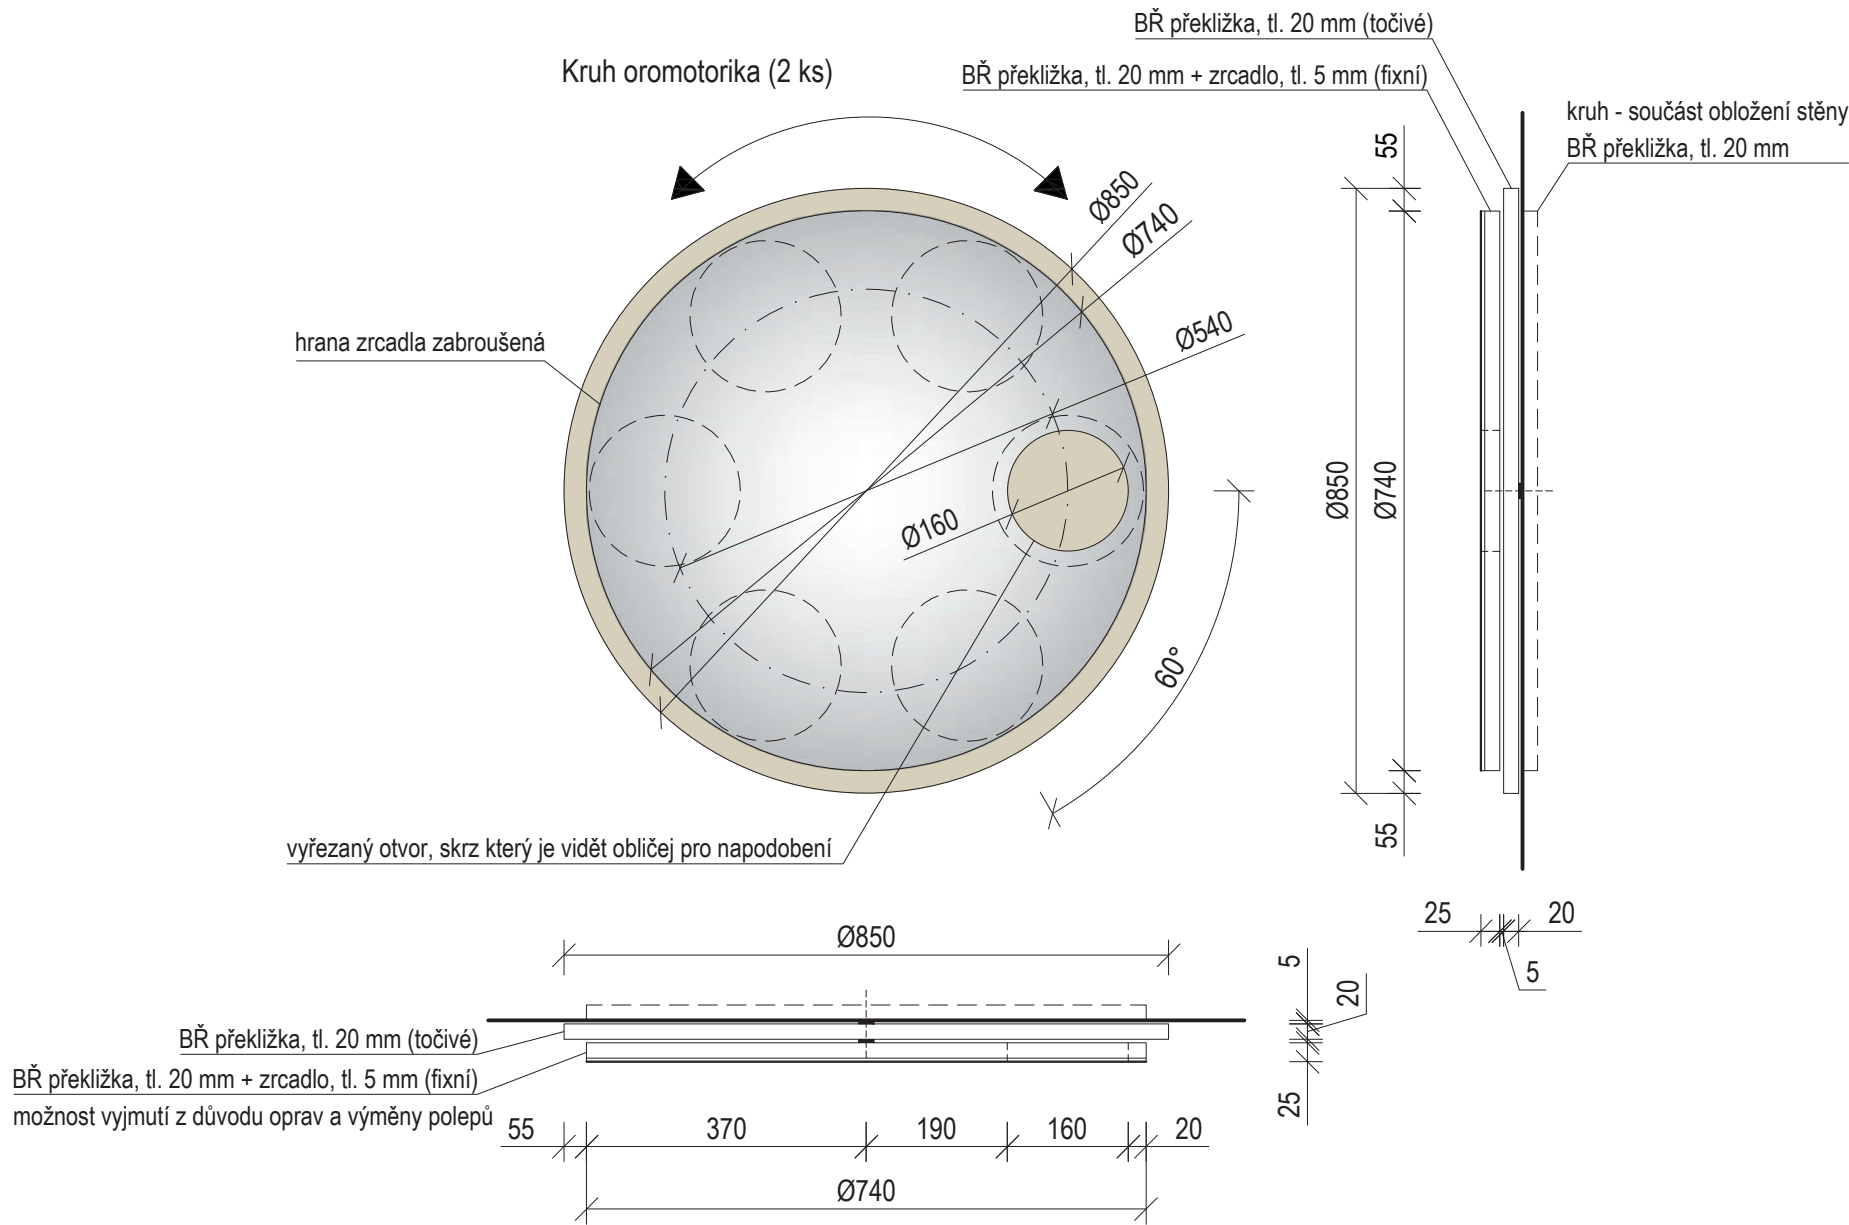 BŘ překližka, tl. 20 mm (točivé)
Kruh oromotorika (2 ks)
BŘ překližka, tl. 20 mm + zrcadlo, tl. 5 mm (fixní)
kruh - součást obložení stěny
BŘ překližka, tl. 20 mm
55
Ø850
Ø740
Ø540
hrana zrcadla zabroušená
Ø160
Ø850
Ø740
60°
55
vyřezaný otvor, skrz který je vidět obličej pro napodobení
25
20
5
Ø850
5
20
25
BŘ překližka, tl. 20 mm (točivé)
BŘ překližka, tl. 20 mm + zrcadlo, tl. 5 mm (fixní)
možnost vyjmutí z důvodu oprav a výměny polepů
55
370
190
160
20
Ø740